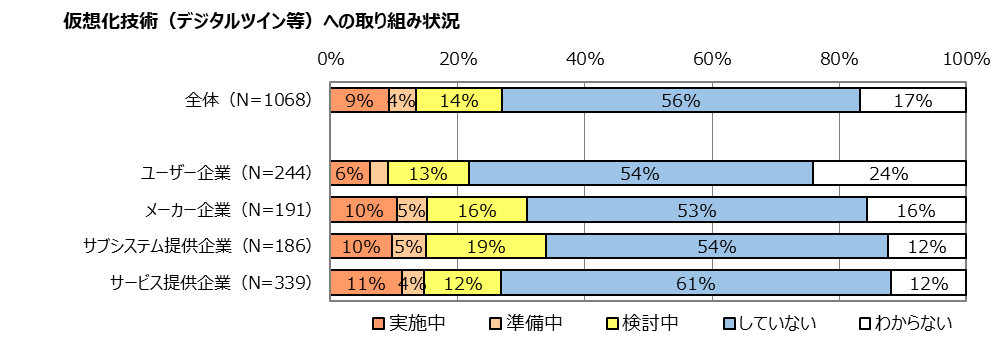 仮想化技術（デジタルツイン等）への取り組み状況
0% 20% 40% 60% 80% 100%
全体（N=1068） 9% 4% 14% 56% 17%
ユーザー企業（N=244） 6% 13% 54% 24%
メーカー企業（N=191） 10% 5% 16% 53% 16%
サブシステム提供企業（N=186） 10% 5% 19% 54% 12%
サービス提供企業（N=339） 11% 4% 12% 61% 12%
実施中 準備中 検討中 していない わからない